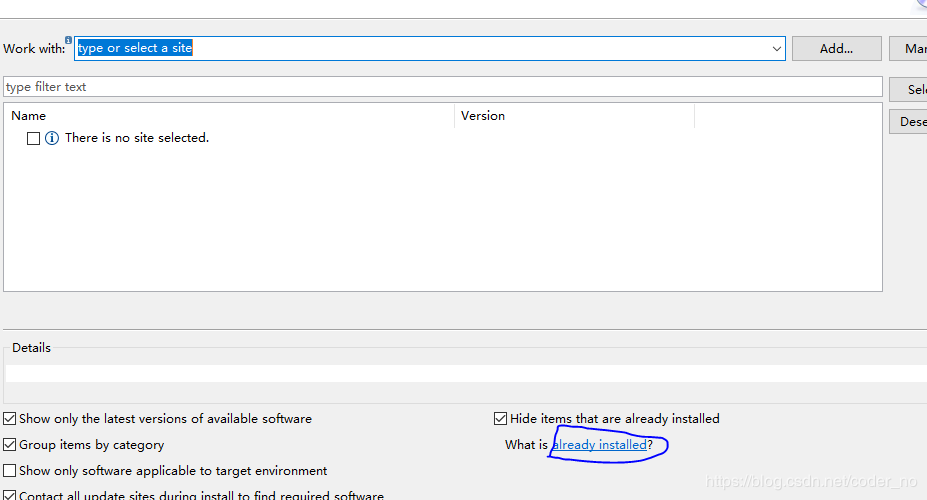 Work with: type or select a site Add... Mar
type filter text Sele
Name Version
There is no site selected. Dese
Details
Show only the latest versions of available software Hide items that are already installed
Group items by category What is already installed?
Show only software applicable to target environment
Contact all update sites during install to find required software
https://blog.csdn.net/coder_no